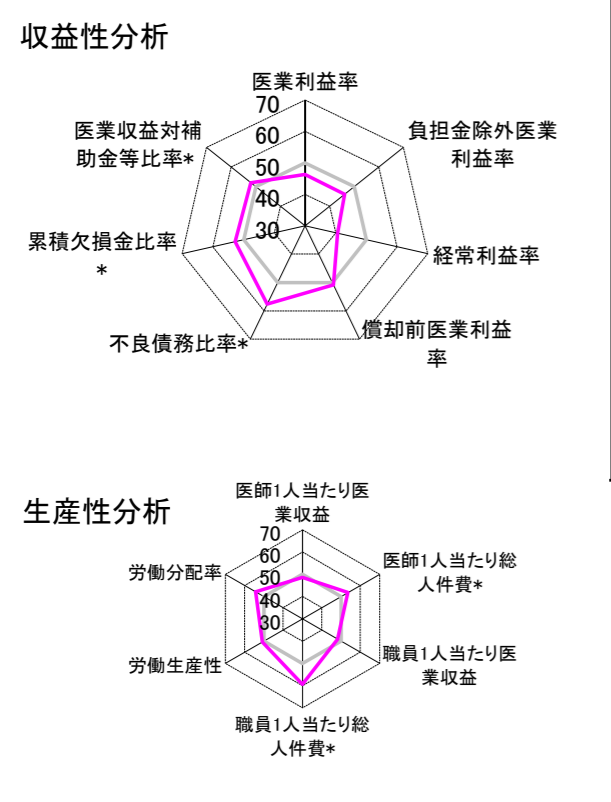 収益性分析
医業利益率
70
60
50
40
30
負担金除外医業
利益率
経常利益率
償却前医業利益
率
不良債務比率*
累積欠損金比率
*
医業収益対補
助金等比率*
生産性分析
医師1人当たり医
業収益
70
60
50
40
30
医師1人当たり総
人件費*
職員1人当たり医
業収益
職員1人当たり総
人件費*
労働生産性
労働分配率